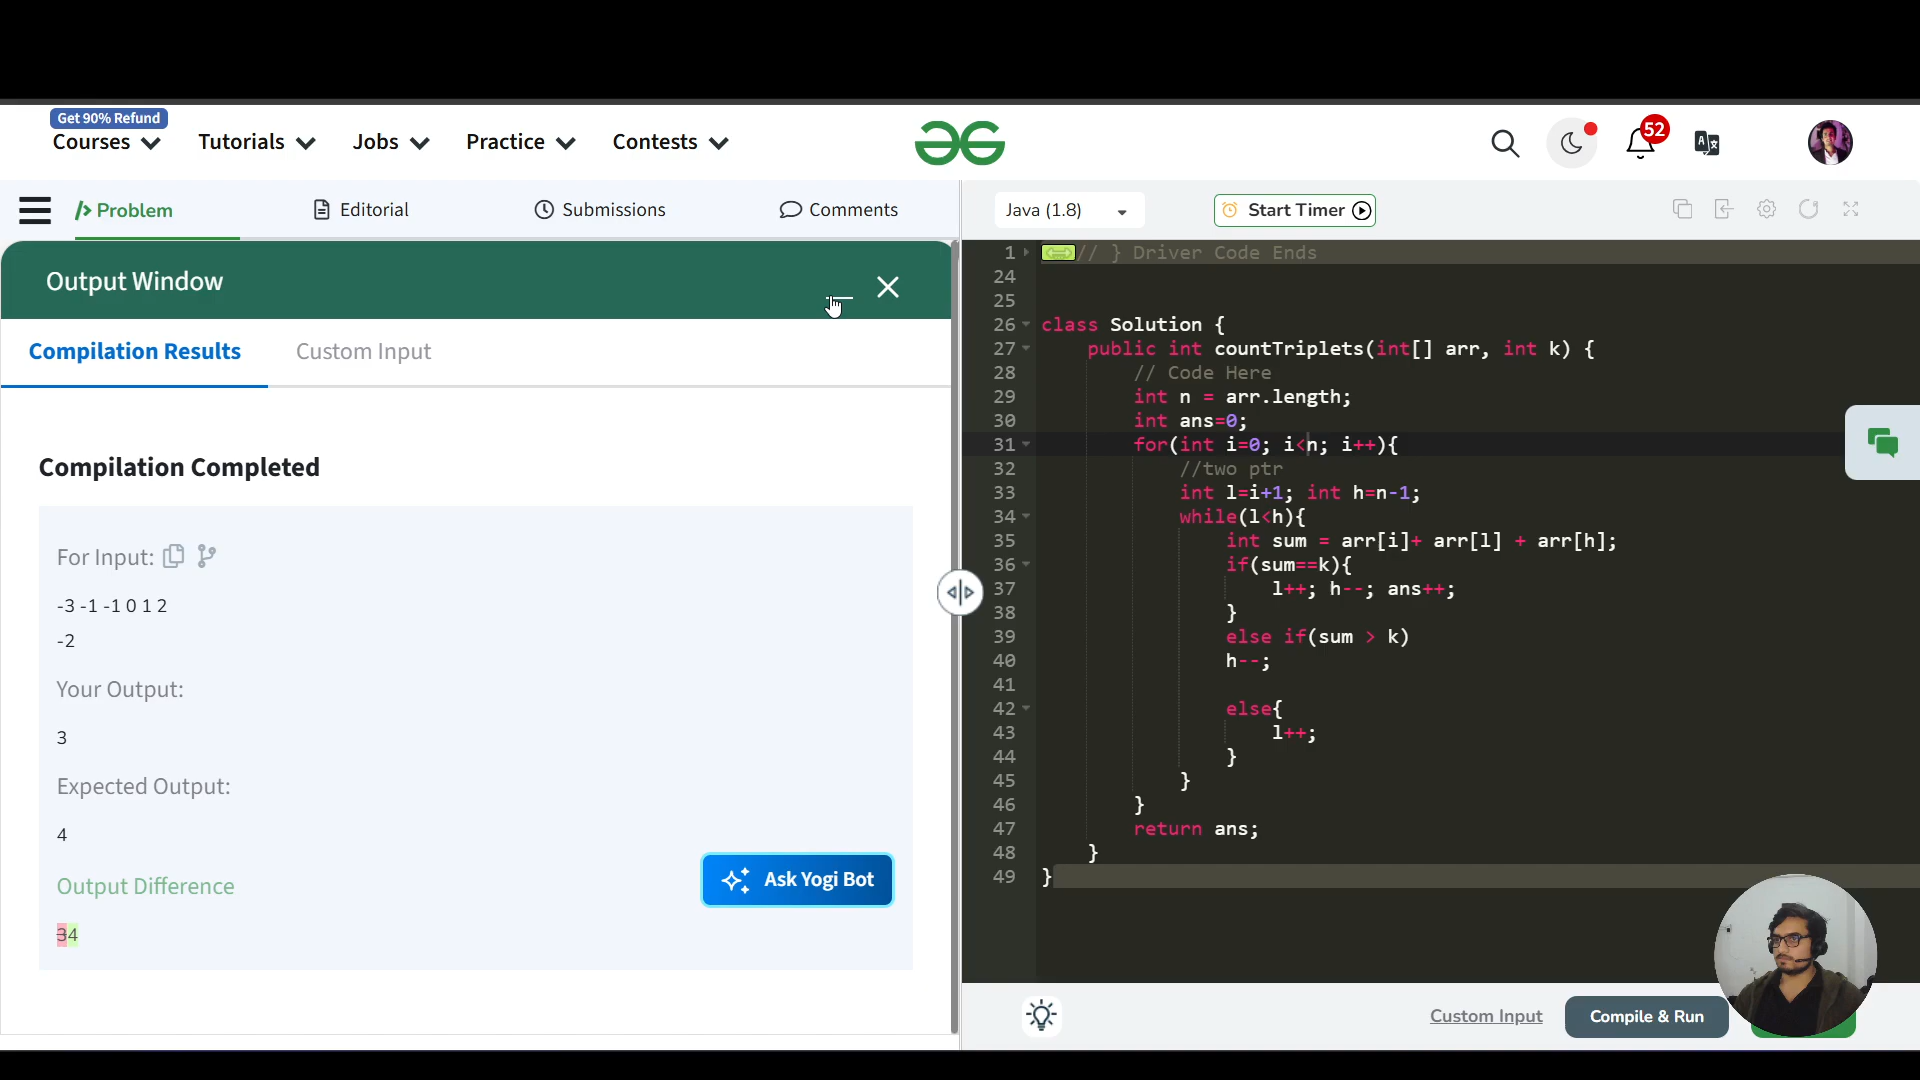 Get 90% Refund
Courses Tutorials Jobs Practice Contests
52
Problem Editorial Submissions Comments
Output Window
Compilation Results Custom Input
Compilation Completed
For Input:
-3 -1 -1 0 1 2
-2
Your Output:
3
Expected Output:
4
Output Difference
34
Ask Yogi Bot
Java (1.8) Start Timer
1 // } Driver Code Ends
24
25
26 class Solution {
27 public int countTriplets(int[] arr, int k) {
28 // Code Here
29 int n = arr.length;
30 int ans=0;
31 for(int i=0; i<n; i++){
32 //two ptr
33 int l=i+1; int h=n-1;
34 while(l<h){
35 int sum = arr[i]+ arr[l] + arr[h];
36 if(sum==k){
37 l++; h--; ans++;
38 }
39 else if(sum > k)
40 h--;
41
42 else{
43 l++;
44 }
45 }
46 }
47 return ans;
48 }
49 }
Custom Input Compile & Run